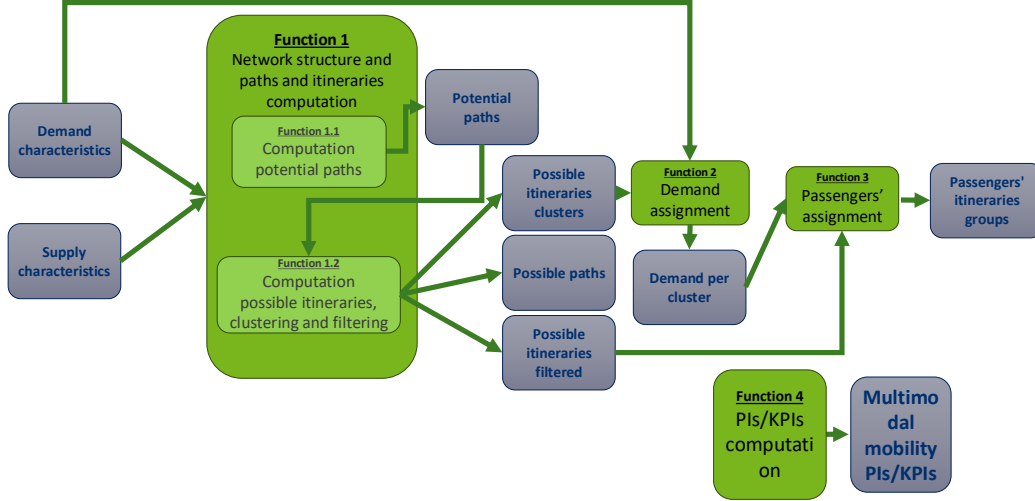 Function 1
Network structure and
paths and itineraries
computation
Function 1.1
Computation
potential paths
Function 1.2
Computation
possible itineraries,
clustering and filtering
Demand
characteristics
Supply
characteristics
Potential
paths
Possible
itineraries
clusters
Possible paths
Possible
itineraries
filtered
Function 2
Demand
assignment
Demand per
cluster
Function 3
Passengers’
assignment
Passengers'
itineraries
groups
Function 4
PIs/KPIs
computati
on
Multimo
dal
mobility
PIs/KPIs